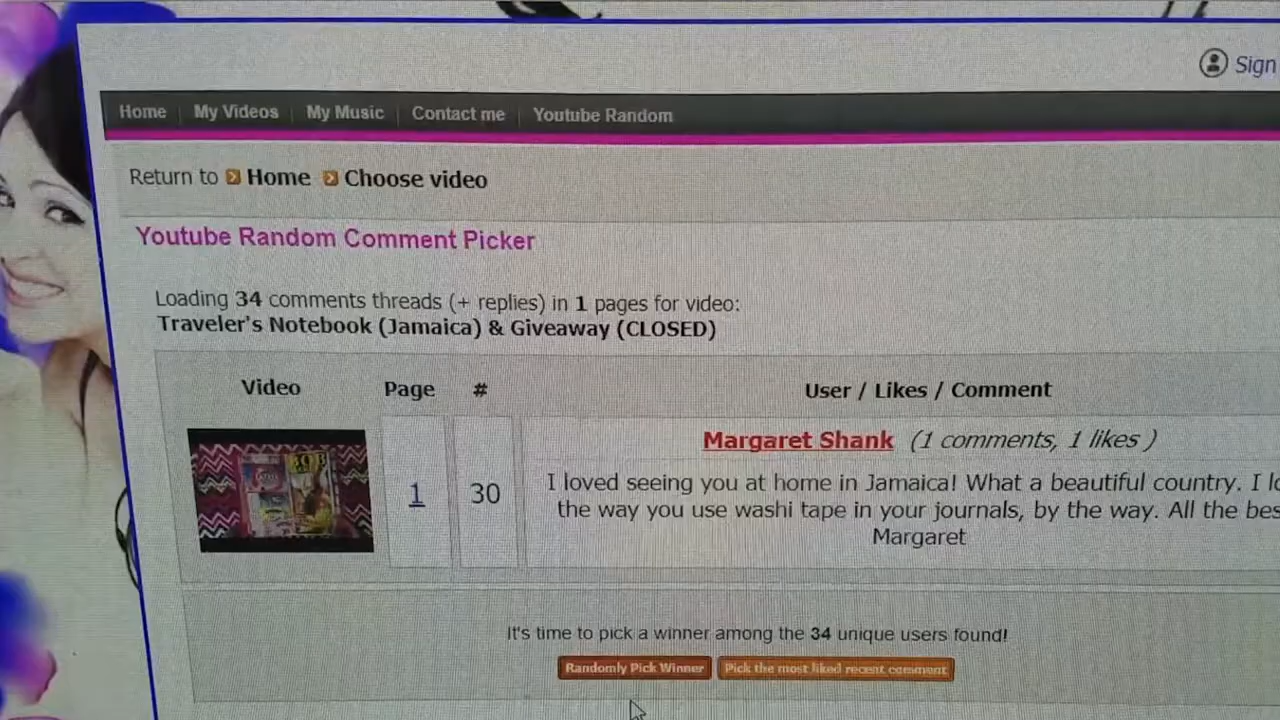 Sign
Home My Videos My Music Contact me Youtube Random
Return to Home Choose video
Youtube Random Comment Picker
Loading 34 comments threads (+ replies) in 1 pages for video:
Traveler's Notebook (Jamaica) & Giveaway (CLOSED)
Video Page # User / Likes / Comment
Margaret Shank (1 comments, 1 likes )
1 30
I loved seeing you at home in Jamaica! What a beautiful country. I
the way you use washi tape in your journals, by the way. All the
Margaret
It's time to pick a winner among the 34 unique users found!
Randomly Pick Winner Pick the most liked recent comment